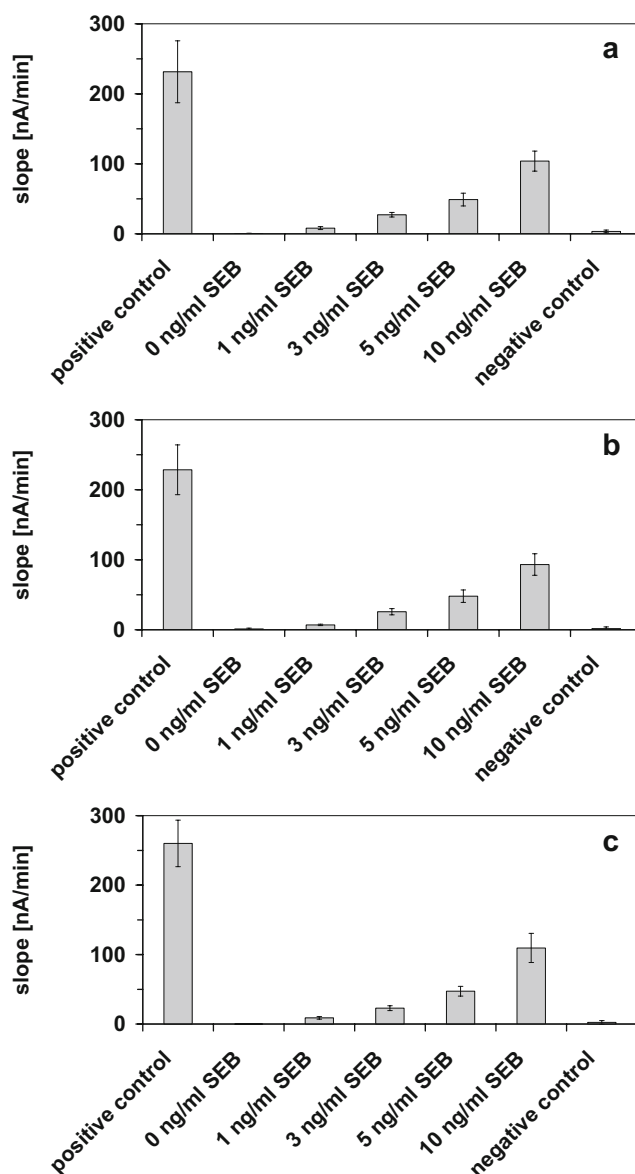 300
a
slope [nA/min]
200
100
0
positive control
0 ng/ml SEB
1 ng/ml SEB
3 ng/ml SEB
5 ng/ml SEB
10 ng/ml SEB
negative control
300
b
slope [nA/min]
200
100
0
positive control
0 ng/ml SEB
1 ng/ml SEB
3 ng/ml SEB
5 ng/ml SEB
10 ng/ml SEB
negative control
300
c
slope [nA/min]
200
100
0
positive control
0 ng/ml SEB
1 ng/ml SEB
3 ng/ml SEB
5 ng/ml SEB
10 ng/ml SEB
negative control